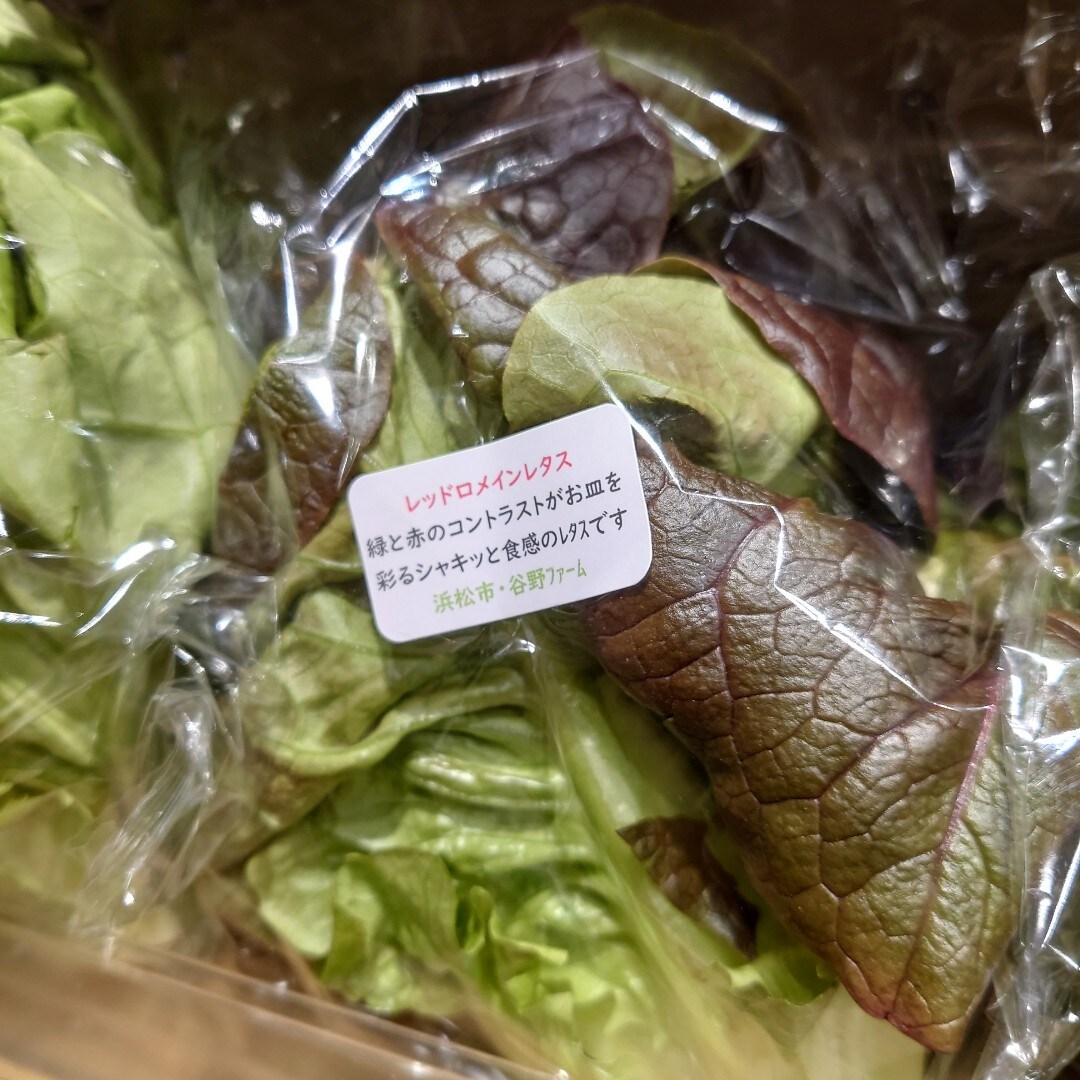 レッドロメインレタス
緑と赤のコントラストがお皿を
彩るシャキッと食感のﾚﾀｽです
浜松市・谷野ﾌｧｰﾑ